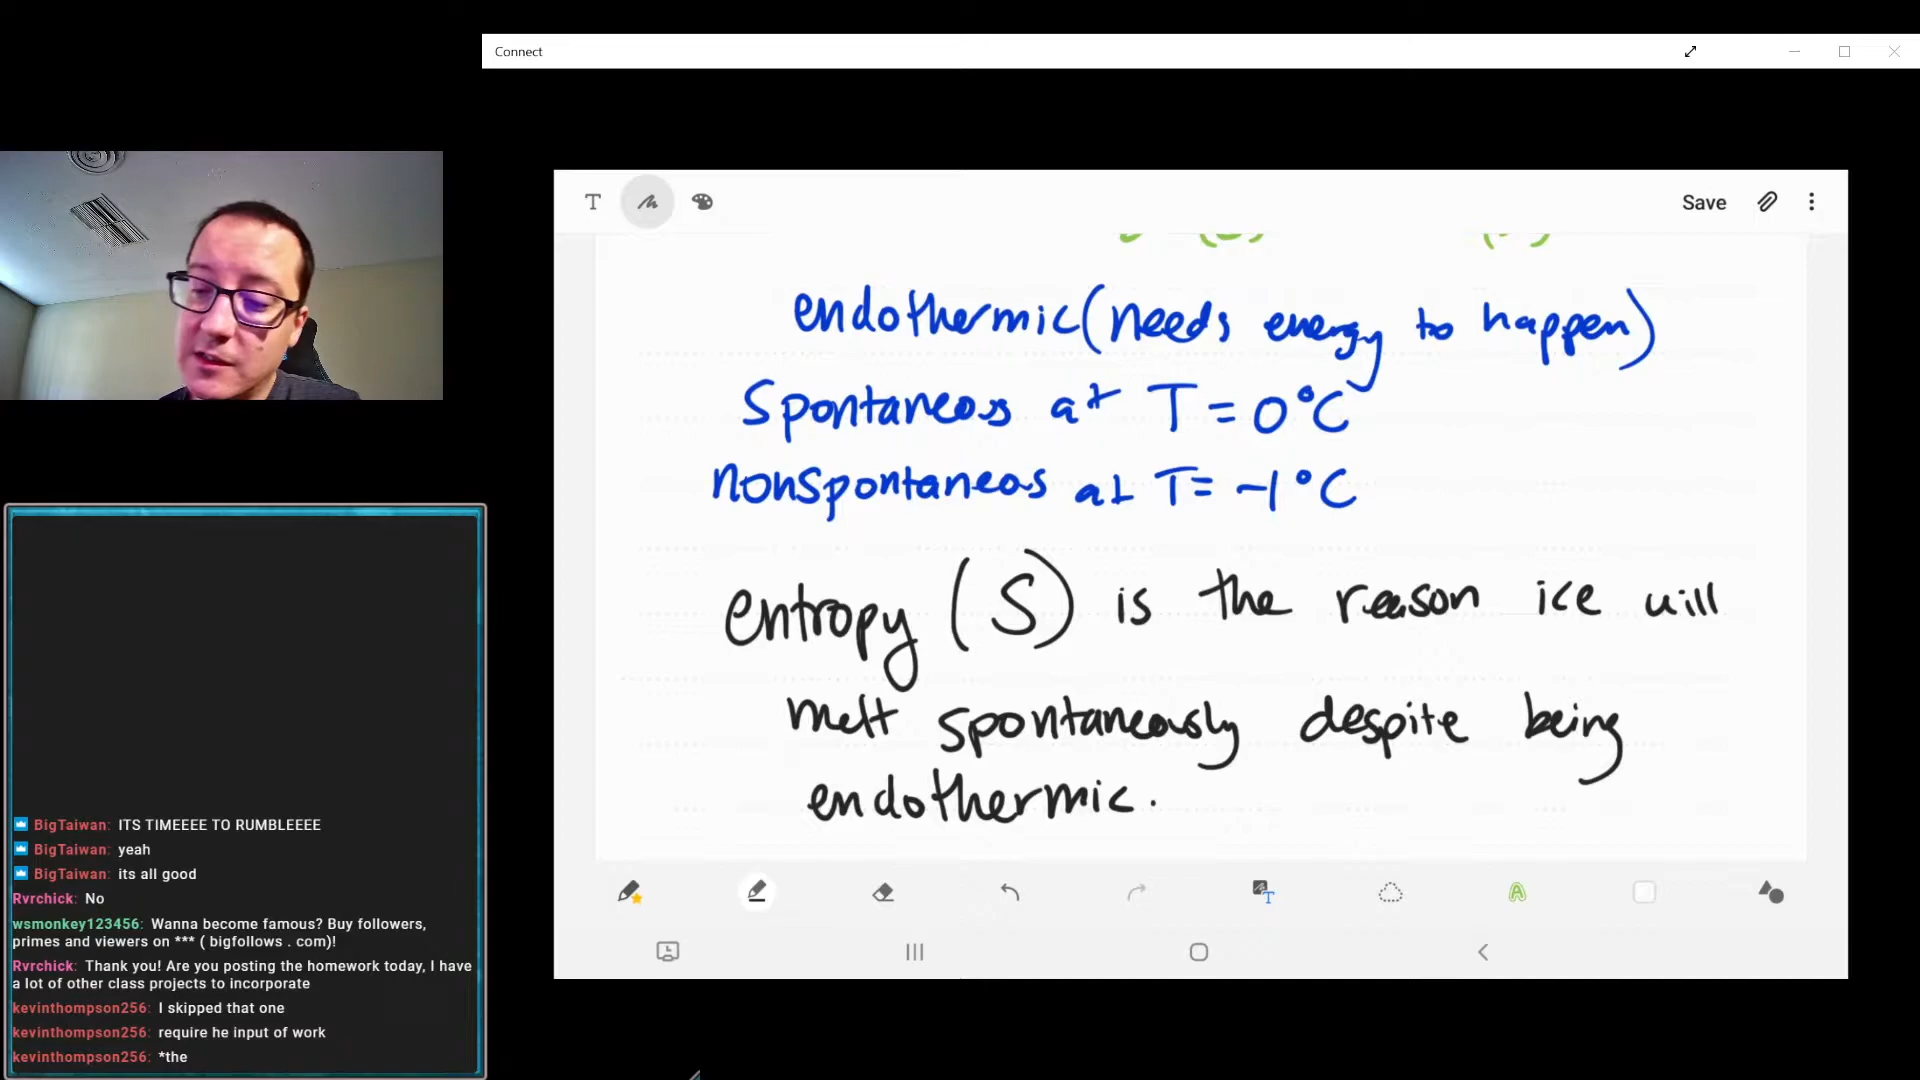 Connect
T
Save
endothermic (needs energy to happen)
Spontaneos at T = 0°C
nonspontaneos at T = -1°C
entropy (S) is the reason ice will
melt spontaneously despite being
endothermic.
BigTaiwan: ITS TIMEEEE TO RUMBLEEEE
BigTaiwan: yeah
BigTaiwan: its all good
Rvrchick: No
wsmonkey123456: Wanna become famous? Buy followers,
primes and viewers on *** ( bigfollows . com)!
Rvrchick: Thank you! Are you posting the homework today, I have
a lot of other class projects to incorporate
kevinthompson256: I skipped that one
kevinthompson256: require he input of work
kevinthompson256: *the